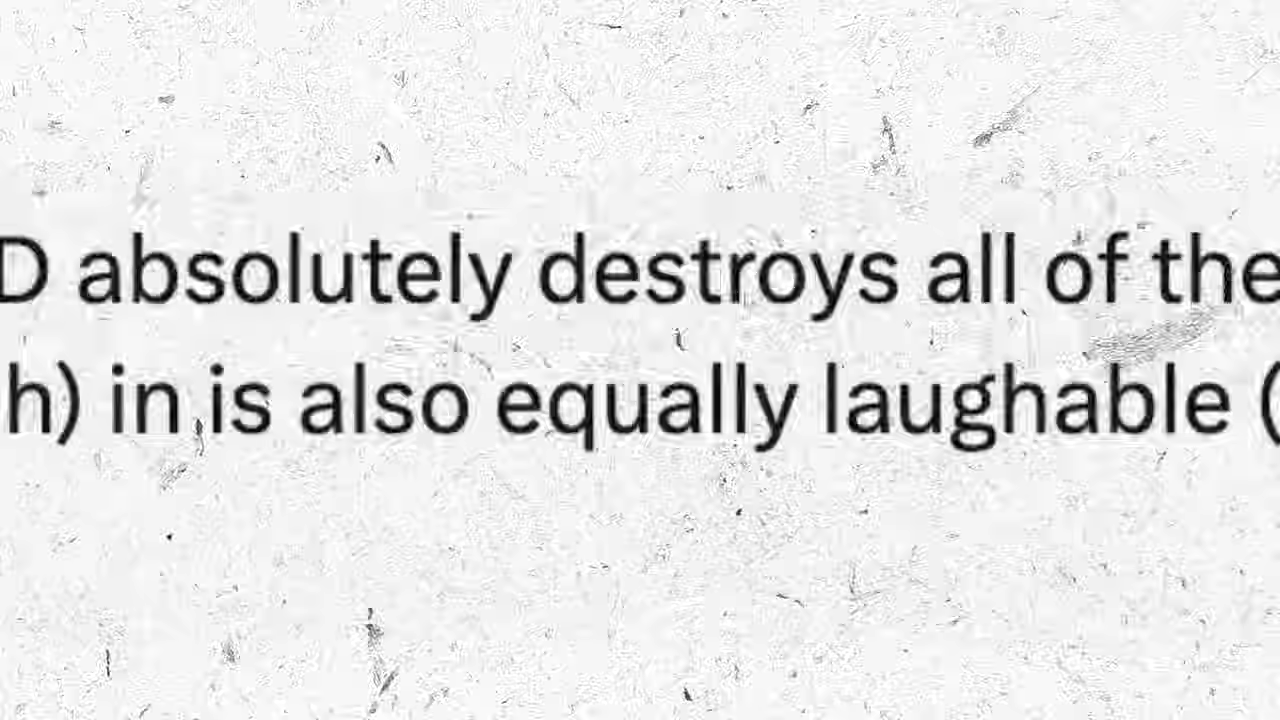 D absolutely destroys all of the
h) in is also equally laughable (